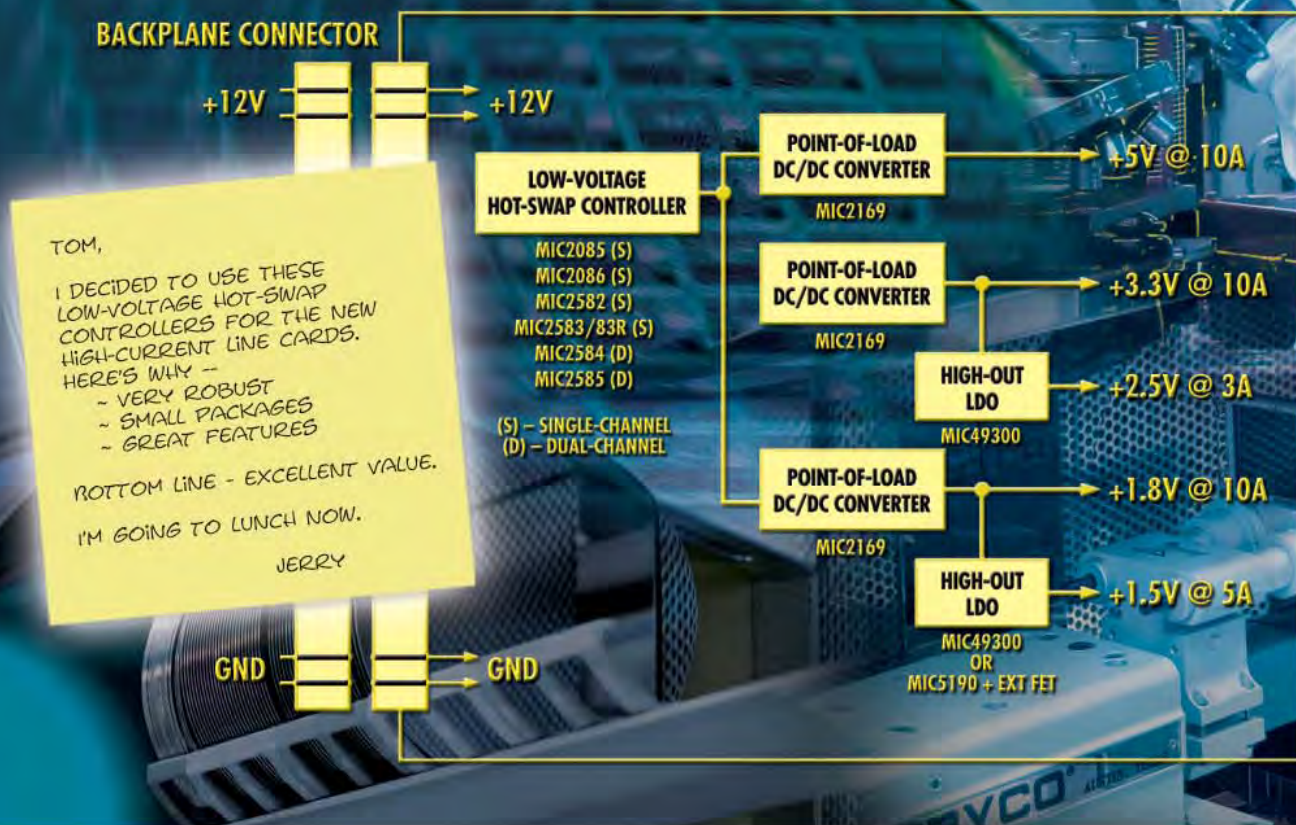 BACKPLANE CONNECTOR
+12V
+12V
TOM,
I DECIDED TO USE THESE
LOW-VOLTAGE HOT-SWAP
CONTROLLERS FOR THE NEW
HIGH-CURRENT LINE CARDS.
HERE'S WHY --
~ VERY ROBUST
~ SMALL PACKAGES
~ GREAT FEATURES
BOTTOM LINE - EXCELLENT VALUE.
I'M GOING TO LUNCH NOW.
JERRY
GND
GND
LOW-VOLTAGE
HOT-SWAP CONTROLLER
MIC2085 (S)
MIC2086 (S)
MIC2582 (S)
MIC2583/83R (S)
MIC2584 (D)
MIC2585 (D)
(S) – SINGLE-CHANNEL
(D) – DUAL-CHANNEL
POINT-OF-LOAD
DC/DC CONVERTER
MIC2169
+5V @ 10A
POINT-OF-LOAD
DC/DC CONVERTER
MIC2169
+3.3V @ 10A
HIGH-OUT
LDO
MIC49300
+2.5V @ 3A
POINT-OF-LOAD
DC/DC CONVERTER
MIC2169
+1.8V @ 10A
HIGH-OUT
LDO
MIC49300
OR
MIC5190 + EXT FET
+1.5V @ 5A